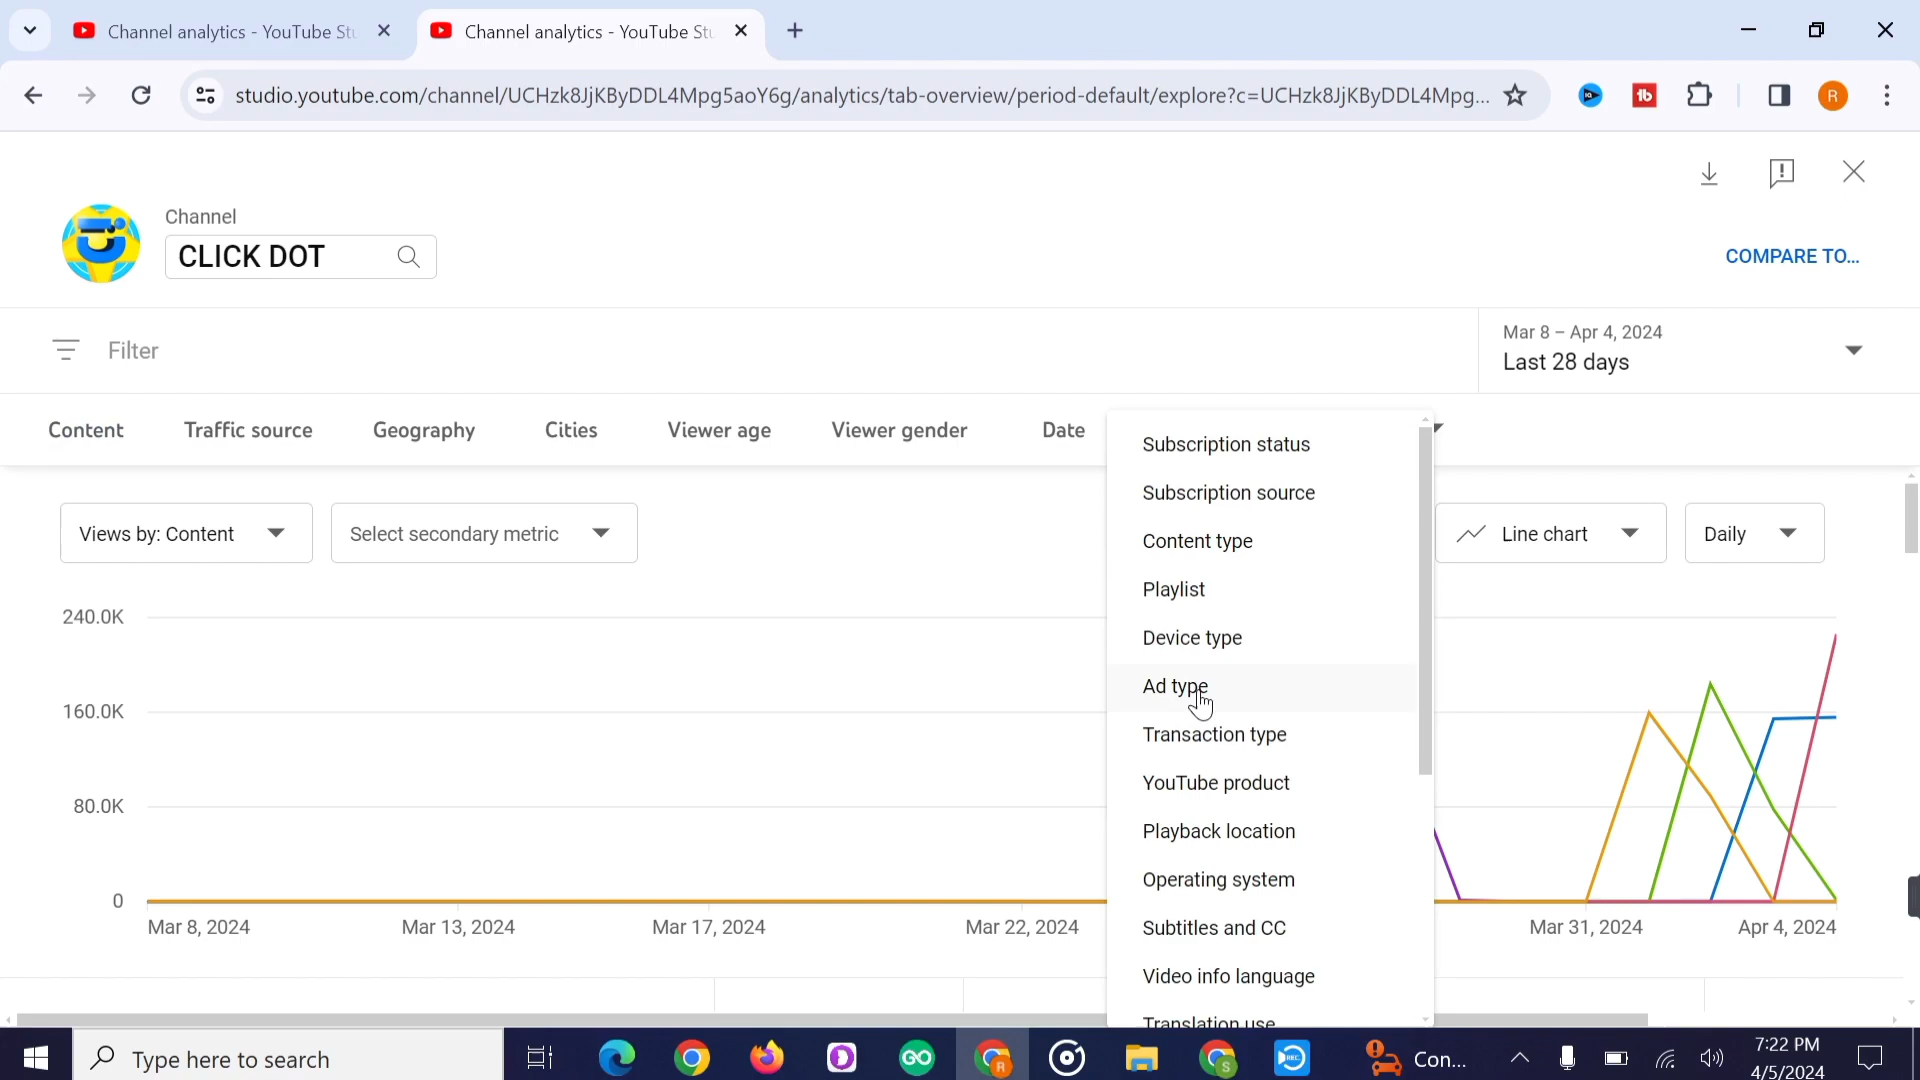 Channel analytics - YouTube Stu
Channel analytics - YouTube Stu
studio.youtube.com/channel/UCHzk8JjKByDDL4Mpg5aoY6g/analytics/tab-overview/period-default/explore?c=UCHzk8JjKByDDL4Mpg...
R
Channel
CLICK DOT
COMPARE TO...
Filter
Mar 8 – Apr 4, 2024
Last 28 days
Content
Traffic source
Geography
Cities
Viewer age
Viewer gender
Date
Subscription status
Subscription source
Content type
Playlist
Device type
Ad type
Transaction type
YouTube product
Playback location
Operating system
Subtitles and CC
Video info language
Translation use
Views by: Content
Select secondary metric
Line chart
Daily
240.0K
160.0K
80.0K
0
Mar 8, 2024
Mar 13, 2024
Mar 17, 2024
Mar 22, 2024
Mar 31, 2024
Apr 4, 2024
Type here to search
GO
R
S
REC
Con...
7:22 PM
4/5/2024